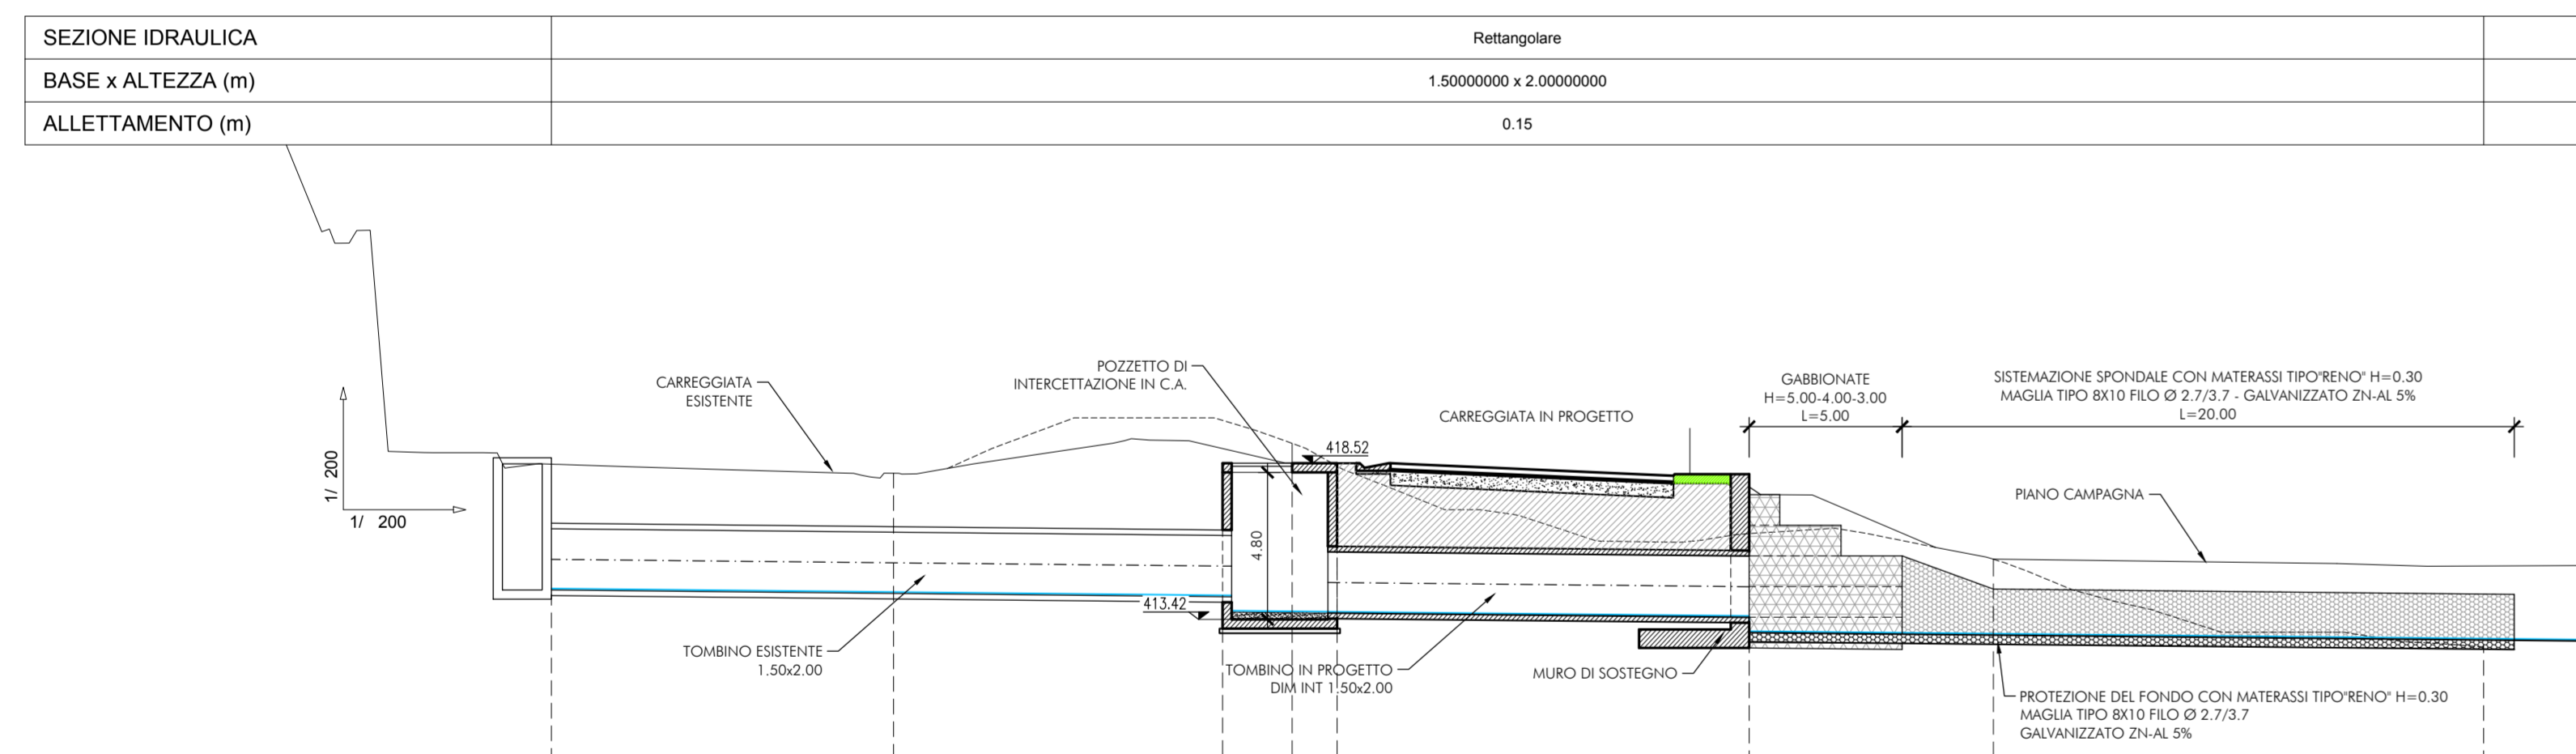 SEZIONE IDRAULICA
Rettangolare
BASE x ALTEZZA (m)
1.50000000 x 2.00000000
ALLETTAMENTO (m)
0.15
POZZETTO DI
INTERCETTAZIONE IN C.A.
CARREGGIATA
ESISTENTE
GABBIONATE
H=5.00-4.00-3.00
L=5.00
SISTEMAZIONE SPONDALE CON MATERASSI TIPO"RENO" H=0.30
MAGLIA TIPO 8X10 FILO Ø 2.7/3.7 - GALVANIZZATO ZN-AL 5%
L=20.00
CARREGGIATA IN PROGETTO
418.52
1/ 200
1/ 200
PIANO CAMPAGNA
4.80
413.42
TOMBINO ESISTENTE
1.50x2.00
TOMBINO IN PROGETTO
DIM INT 1.50x2.00
MURO DI SOSTEGNO
PROTEZIONE DEL FONDO CON MATERASSI TIPO"RENO" H=0.30
MAGLIA TIPO 8X10 FILO Ø 2.7/3.7
GALVANIZZATO ZN-AL 5%